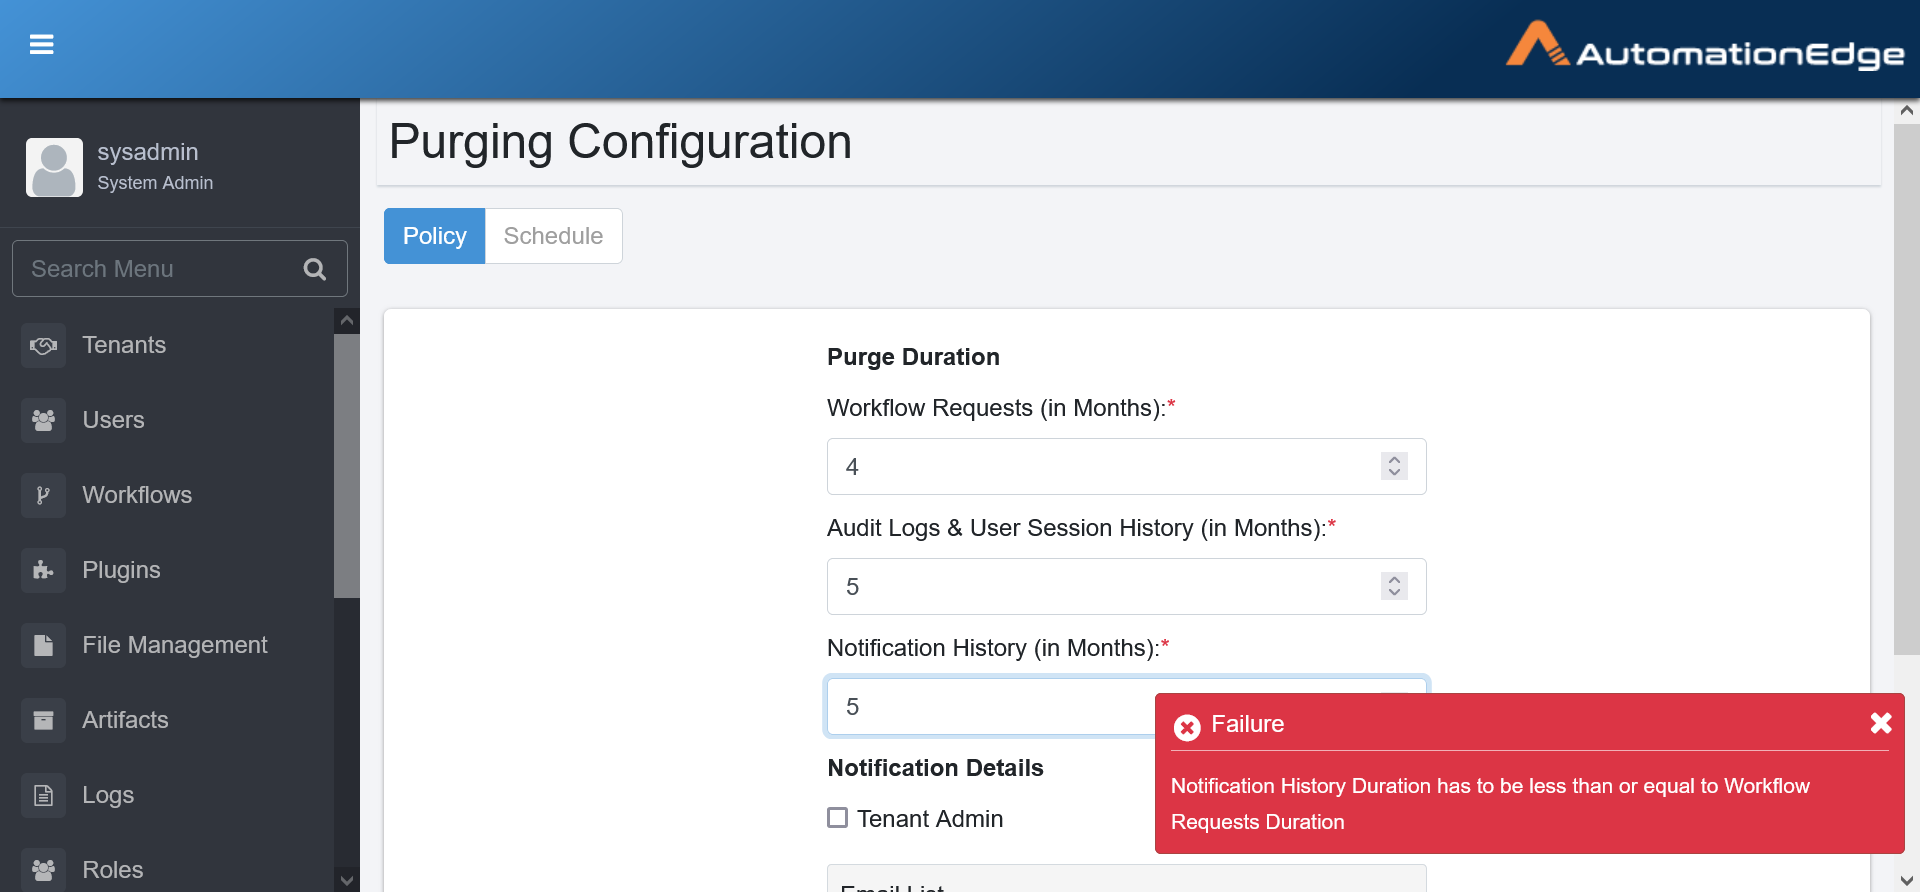 AutomationEdge
sysadmin
System Admin
Search Menu
Tenants
Users
Workflows
Plugins
File Management
Artifacts
Logs
Roles
Purging Configuration
Policy
Schedule
Purge Duration
Workflow Requests (in Months):*
4
Audit Logs & User Session History (in Months):*
5
Notification History (in Months):*
5
Notification Details
Tenant Admin
Email List
Failure
Notification History Duration has to be less than or equal to Workflow
Requests Duration